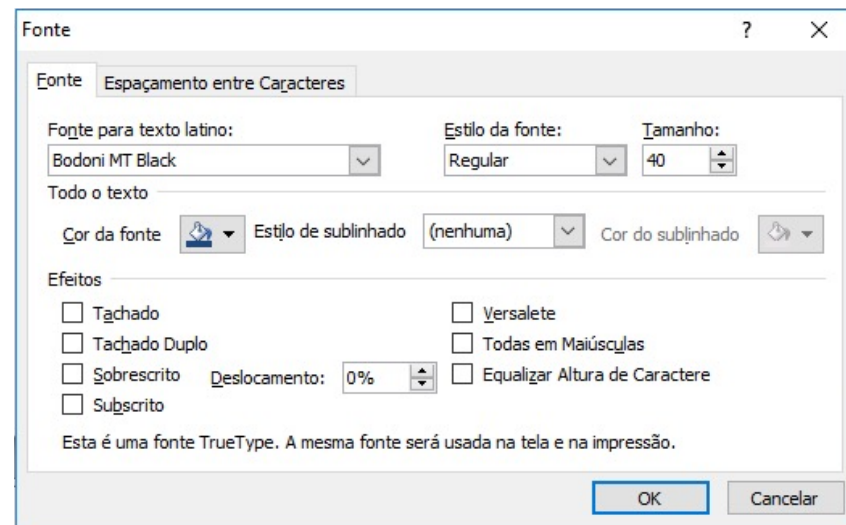 Fonte ?
Fonte Espaçamento entre Caracteres
Fonte para texto latino: Estilo da fonte: Tamanho:
Bodoni MT Black Regular 40
Todo o texto
Cor da fonte Estilo de sublinhado (nenhuma) Cor do sublinhado
Efeitos
Tachado Versalete
Tachado Duplo Todas em Maiúsculas
Sobrescrito Deslocamento: 0% Equalizar Altura de Caractere
Subscrito
Esta é uma fonte TrueType. A mesma fonte será usada na tela e na impressão.
OK Cancelar